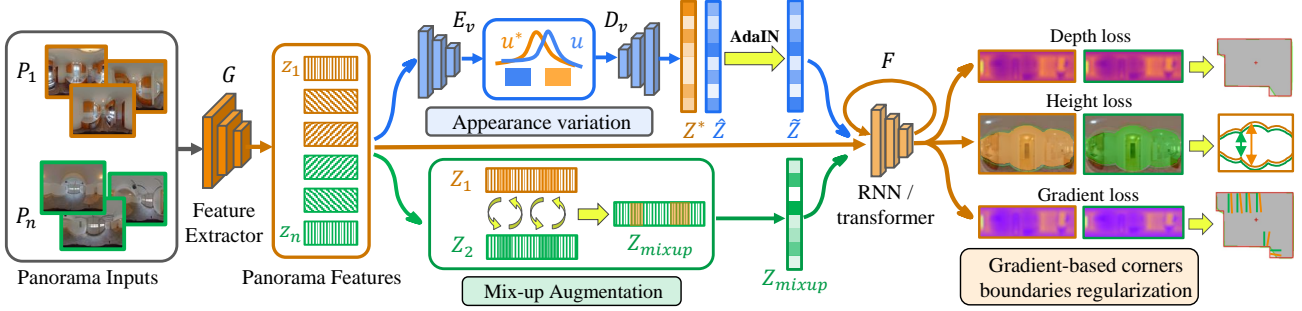 P1
Pn
Panorama Inputs
G
Feature
Extractor
z1
zn
Panorama Features
Ev
u*
u
Dv
Appearance variation
Z*
Ẑ
AdaIN
Z̃
Z1
Z2
Zmixup
Mix-up Augmentation
Zmixup
F
RNN /
transformer
Depth loss
Height loss
Gradient loss
Gradient-based corners
boundaries regularization